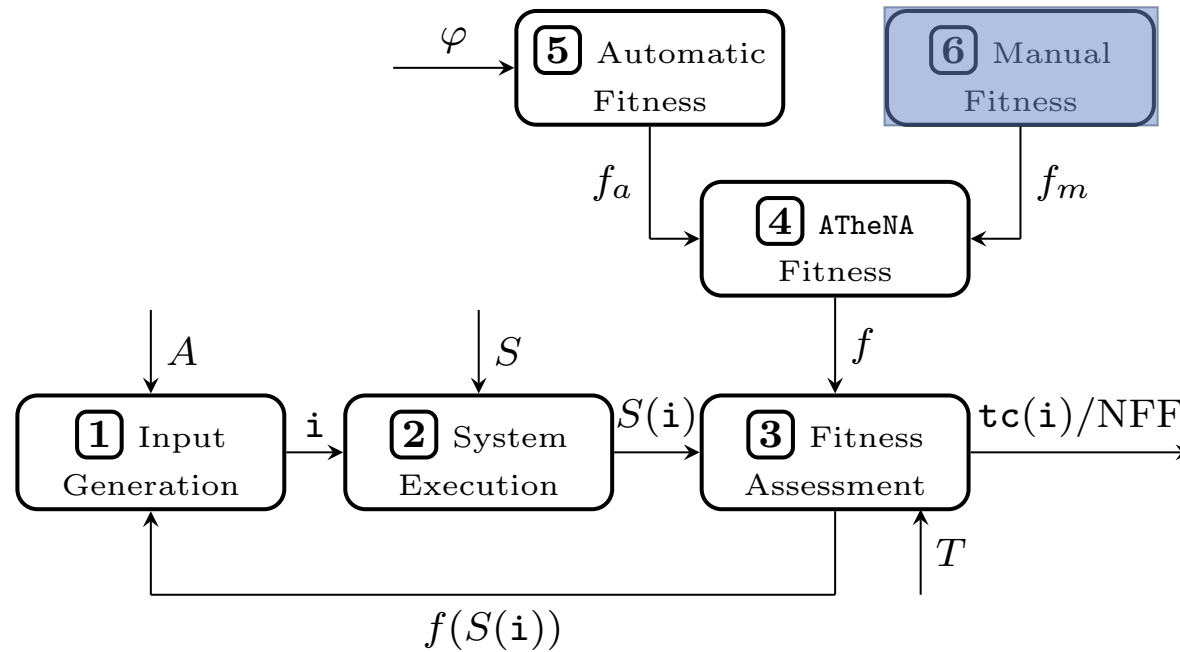 φ
5 Automatic
Fitness
6 Manual
Fitness
f_a
f_m
4 ATheNA
Fitness
A
S
f
1 Input
Generation
i
2 System
Execution
S(i)
3 Fitness
Assessment
tc(i)/NFF
T
f(S(i))